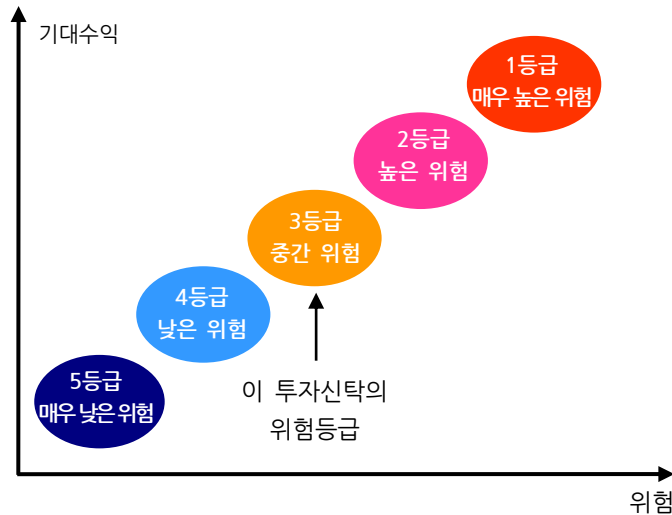 기대수익
1등급
매우 높은 위험
2등급
높은 위험
3등급
중간 위험
4등급
낮은 위험
5등급
매우 낮은 위험
이 투자신탁의
위험등급
위험